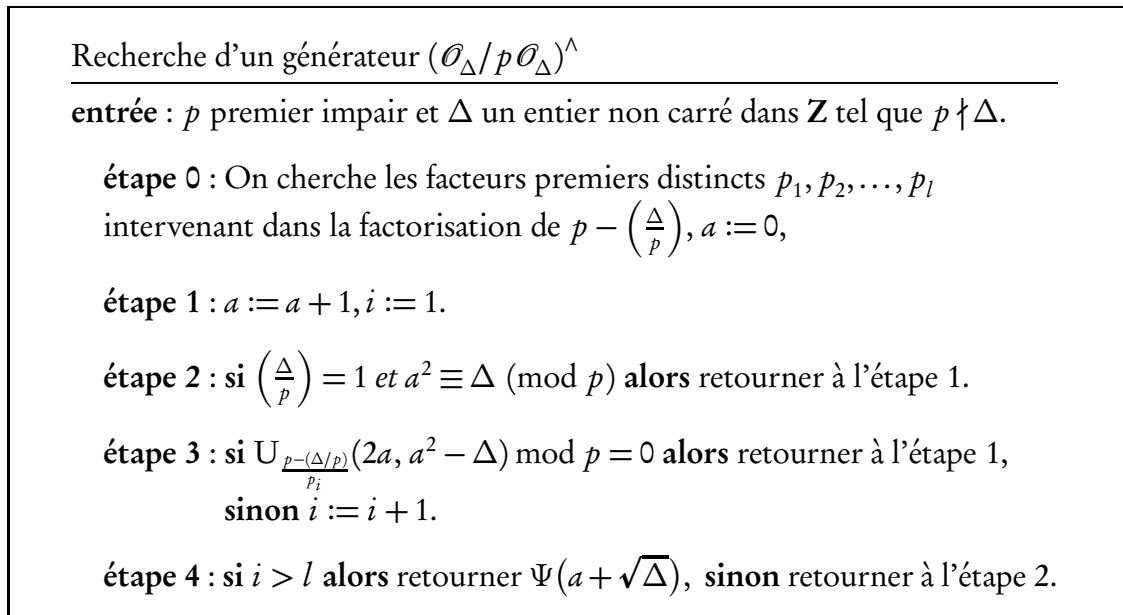 Recherche d'un générateur (𝒪_Δ/p𝒪_Δ)^∧
entrée : p premier impair et Δ un entier non carré dans Z tel que p ∤ Δ.
étape 0 : On cherche les facteurs premiers distincts p_1, p_2, ..., p_l
intervenant dans la factorisation de p − (Δ/p), a := 0,
étape 1 : a := a + 1, i := 1.
étape 2 : si (Δ/p) = 1 et a² ≡ Δ (mod p) alors retourner à l'étape 1.
étape 3 : si U_{(p−(Δ/p))/p_i}(2a, a² − Δ) mod p = 0 alors retourner à l'étape 1,
sinon i := i + 1.
étape 4 : si i > l alors retourner Ψ(a + √Δ), sinon retourner à l'étape 2.